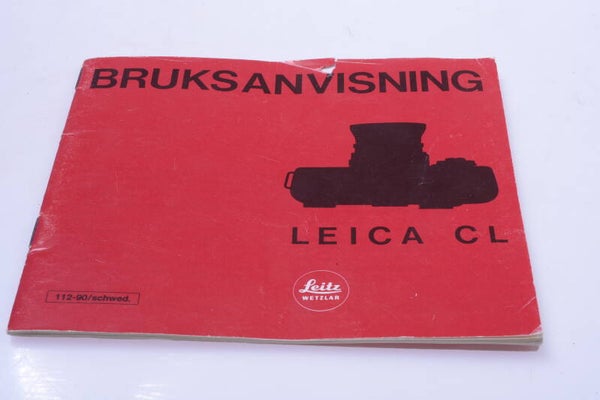 BRUKSANVISNING
LEICA CL
Leitz
WETZLAR
112-90/schwed.